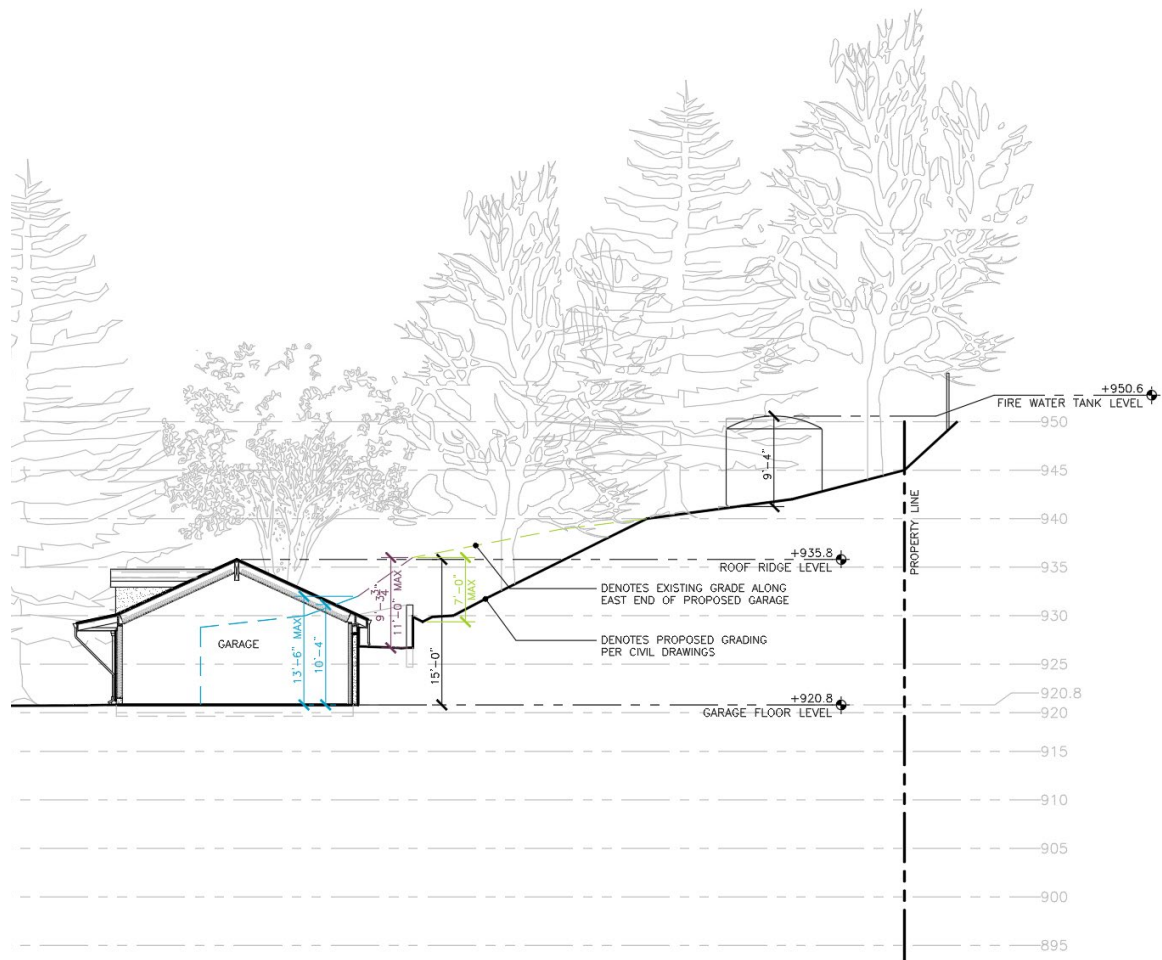 +950.6
FIRE WATER TANK LEVEL
950
945
9'-4"
PROPERTY LINE
940
+935.8
ROOF RIDGE LEVEL
935
DENOTES EXISTING GRADE ALONG
EAST END OF PROPOSED GARAGE
930
7'-0"
MAX
11'-0" MAX
GARAGE
DENOTES PROPOSED GRADING
PER CIVIL DRAWINGS
925
13'-6" MAX
10'-4"
15'-0"
+920.8
GARAGE FLOOR LEVEL
920.8
920
915
910
905
900
895